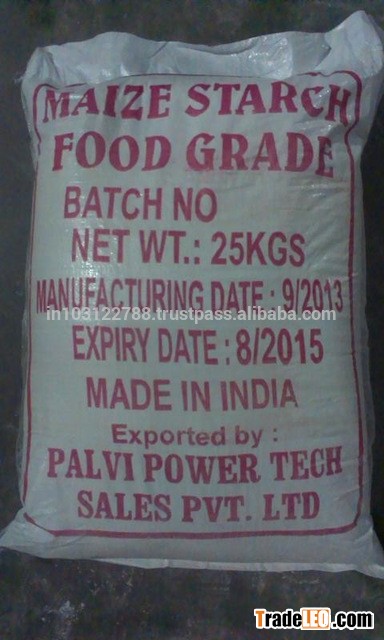 MAIZE STARCH
FOOD GRADE
BATCH NO
NET WT.: 25KGS
MANUFACTURING DATE : 9/2013
in103122788.trustpass.alibaba.com
EXPIRY DATE : 8/2015
MADE IN INDIA
Exported by :
PALVI POWER TECH
SALES PVT. LTD
TradeLEO.com